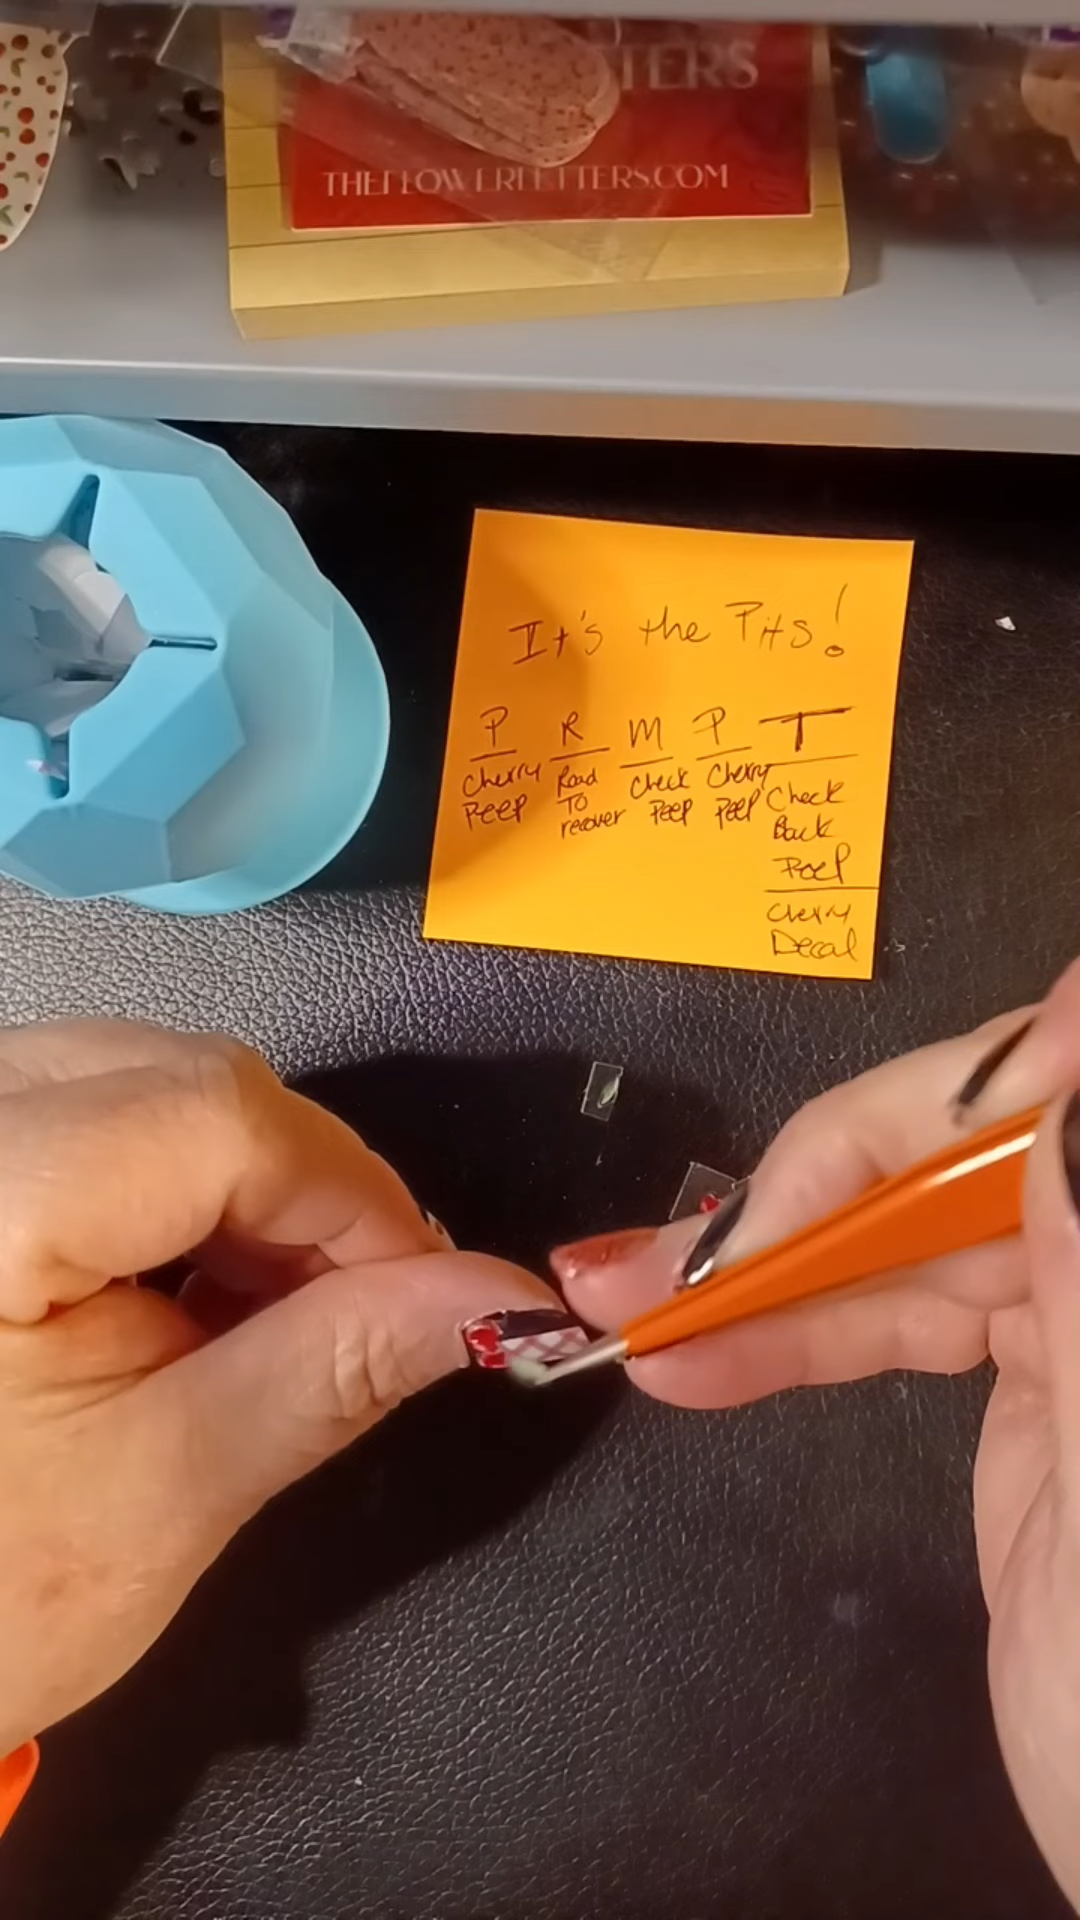 TERS
THEFLOWERLETTERS.COM
It's the Pits!
P R M P T
Cherry Road Check Cherry Check
Peep To Peep Peel Back
recover Peel
Cherry
Decal